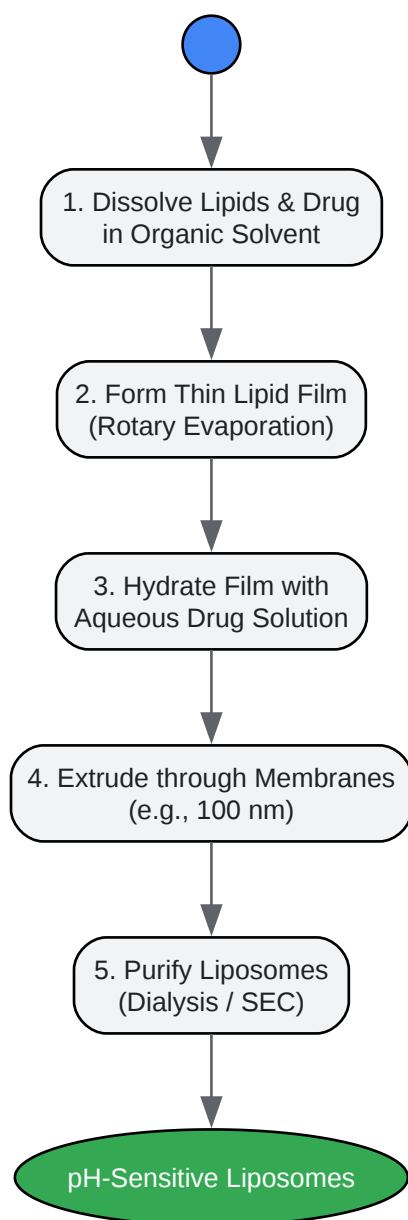 1. Dissolve Lipids & Drug
in Organic Solvent
2. Form Thin Lipid Film
(Rotary Evaporation)
3. Hydrate Film with
Aqueous Drug Solution
4. Extrude through Membranes
(e.g., 100 nm)
5. Purify Liposomes
(Dialysis / SEC)
pH-Sensitive Liposomes